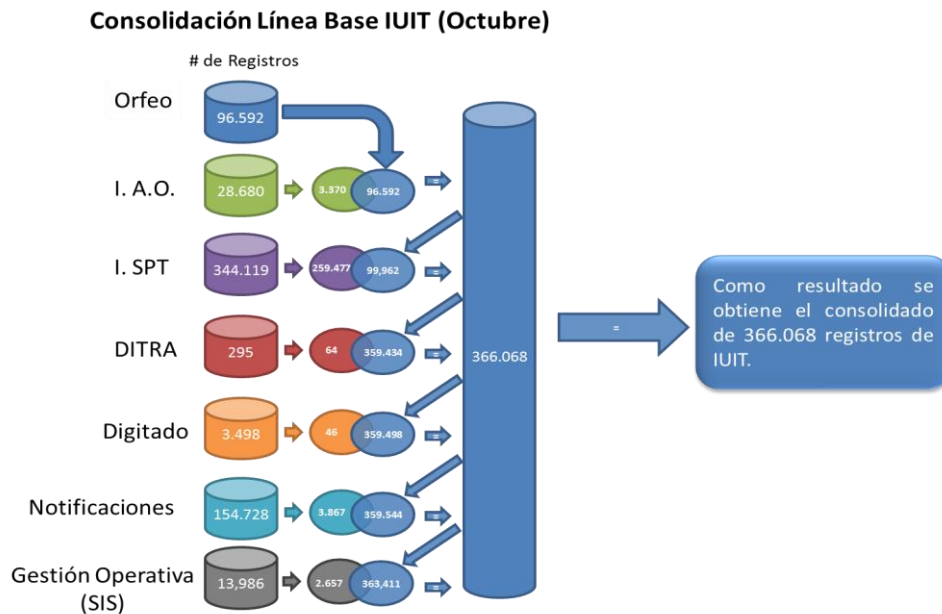 Consolidación Línea Base IUIT (Octubre)
# de Registros
Orfeo
96.592
I. A.O.
28.680
3.370
96.592
=
I. SPT
344.119
259.477
99,962
=
DITRA
295
64
359.434
=
366.068
=
Como resultado se
obtiene el consolidado
de 366.068 registros de
IUIT.
Digitado
3.498
46
359.498
=
Notificaciones
154.728
3.867
359.544
=
Gestión Operativa
(SIS)
13,986
2.657
363,411
=